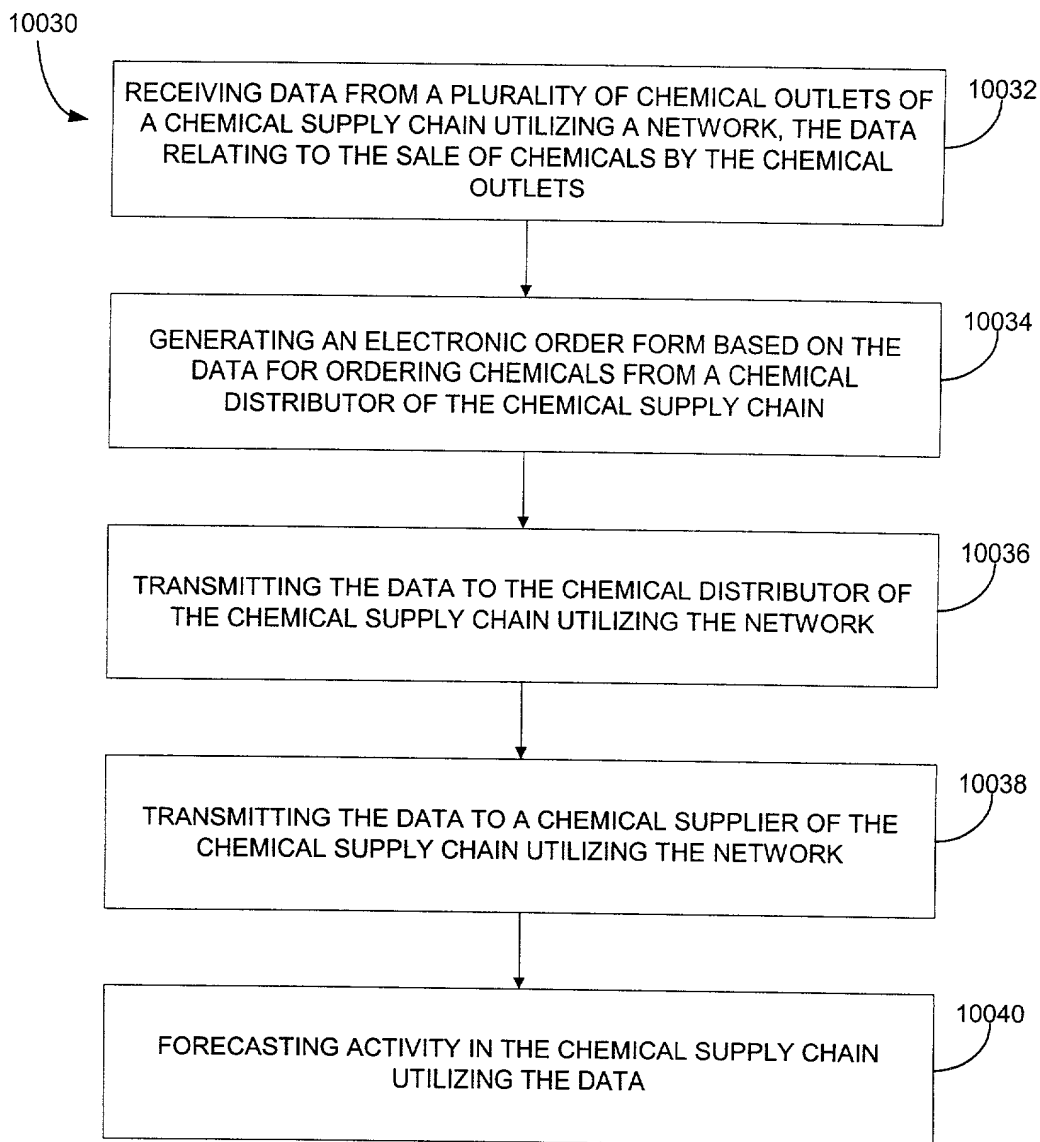 10030
RECEIVING DATA FROM A PLURALITY OF CHEMICAL OUTLETS OF
A CHEMICAL SUPPLY CHAIN UTILIZING A NETWORK, THE DATA
RELATING TO THE SALE OF CHEMICALS BY THE CHEMICAL
OUTLETS
10032
GENERATING AN ELECTRONIC ORDER FORM BASED ON THE
DATA FOR ORDERING CHEMICALS FROM A CHEMICAL
DISTRIBUTOR OF THE CHEMICAL SUPPLY CHAIN
10034
TRANSMITTING THE DATA TO THE CHEMICAL DISTRIBUTOR OF
THE CHEMICAL SUPPLY CHAIN UTILIZING THE NETWORK
10036
TRANSMITTING THE DATA TO A CHEMICAL SUPPLIER OF THE
CHEMICAL SUPPLY CHAIN UTILIZING THE NETWORK
10038
FORECASTING ACTIVITY IN THE CHEMICAL SUPPLY CHAIN
UTILIZING THE DATA
10040